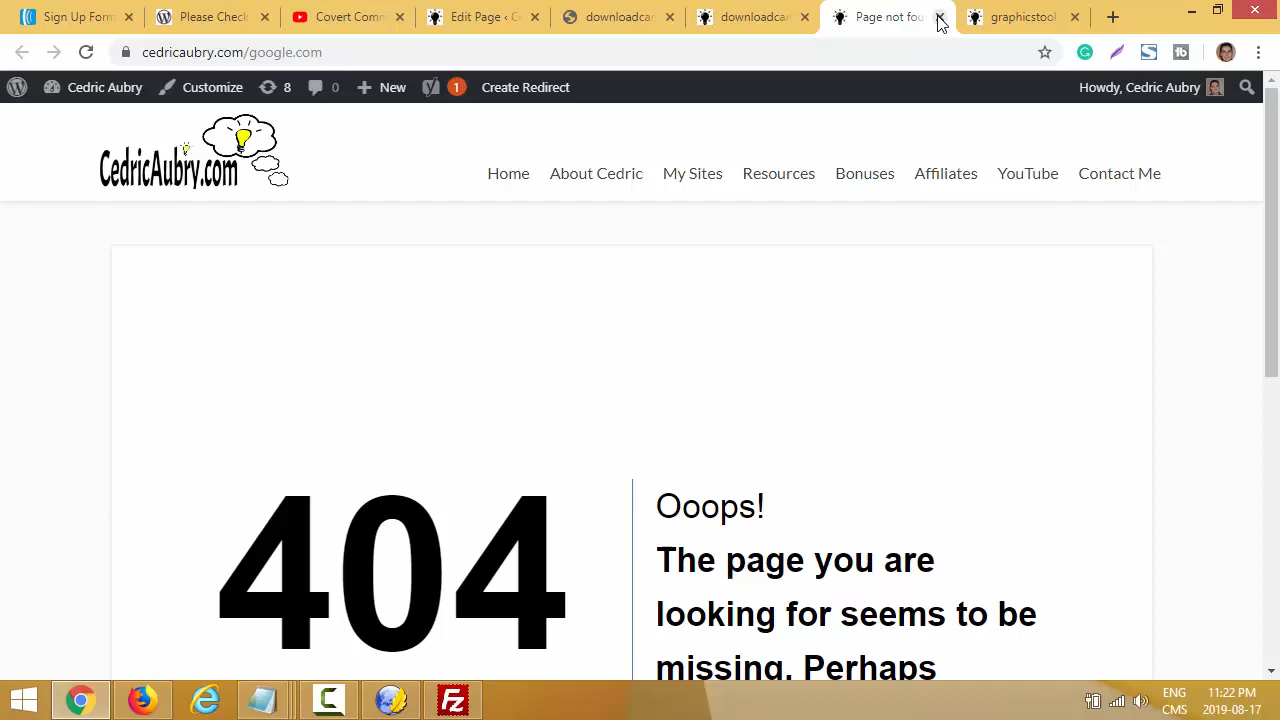 Sign Up Form
Please Check
Covert Comm
Edit Page ‹ C
downloadcar
downloadcar
Page not fou
graphicstool
cedricaubry.com/google.com
Cedric Aubry
Customize
8
0
New
1
Create Redirect
Howdy, Cedric Aubry
CedricAubry.com
Home
About Cedric
My Sites
Resources
Bonuses
Affiliates
YouTube
Contact Me
404
Ooops!
The page you are
looking for seems to be
missing. Perhaps
ENG
CMS
11:22 PM
2019-08-17